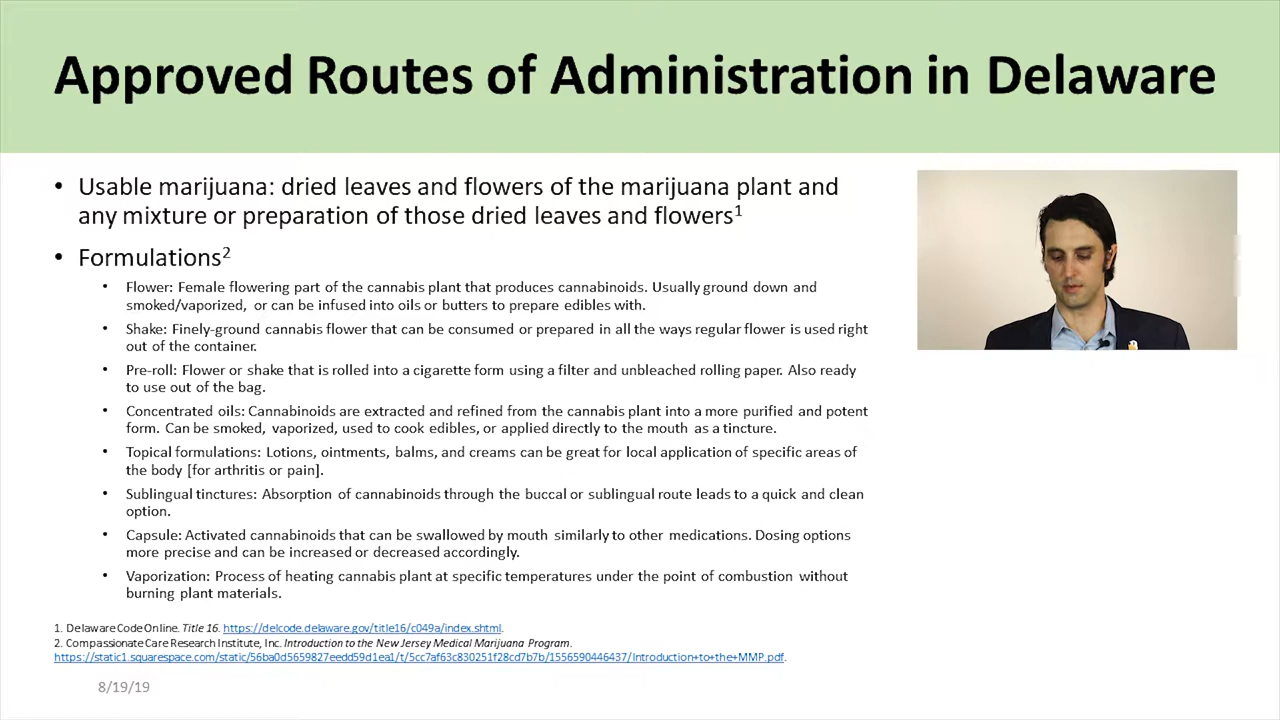 Approved Routes of Administration in Delaware
• Usable marijuana: dried leaves and flowers of the marijuana plant and
any mixture or preparation of those dried leaves and flowers1
• Formulations2
• Flower: Female flowering part of the cannabis plant that produces cannabinoids. Usually ground down and
smoked/vaporized, or can be infused into oils or butters to prepare edibles with.
• Shake: Finely-ground cannabis flower that can be consumed or prepared in all the ways regular flower is used right
out of the container.
• Pre-roll: Flower or shake that is rolled into a cigarette form using a filter and unbleached rolling paper. Also ready
to use out of the bag.
• Concentrated oils: Cannabinoids are extracted and refined from the cannabis plant into a more purified and potent
form. Can be smoked, vaporized, used to cook edibles, or applied directly to the mouth as a tincture.
• Topical formulations: Lotions, ointments, balms, and creams can be great for local application of specific areas of
the body [for arthritis or pain].
• Sublingual tinctures: Absorption of cannabinoids through the buccal or sublingual route leads to a quick and clean
option.
• Capsule: Activated cannabinoids that can be swallowed by mouth similarly to other medications. Dosing options
more precise and can be increased or decreased accordingly.
• Vaporization: Process of heating cannabis plant at specific temperatures under the point of combustion without
burning plant materials.
1. Delaware Code Online. Title 16. https://delcode.delaware.gov/title16/c049a/index.shtml.
2. Compassionate Care Research Institute, Inc. Introduction to the New Jersey Medical Marijuana Program.
https://static1.squarespace.com/static/56ba0d5659827eedd59d1ea1/t/5cc7af63c830251f28cd7b7b/1556590446437/Introduction+to+the+MMP.pdf.
8/19/19